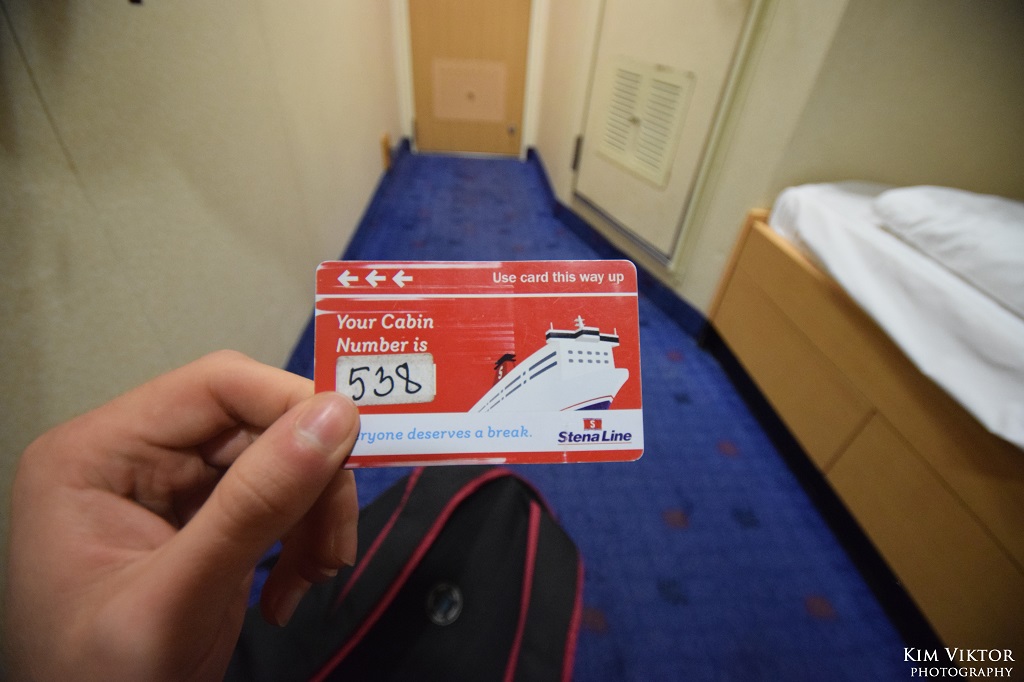 Use card this way up
Your Cabin
Number is
538
ryone deserves a break.
S
Stena Line
KIM VIKTOR
PHOTOGRAPHY